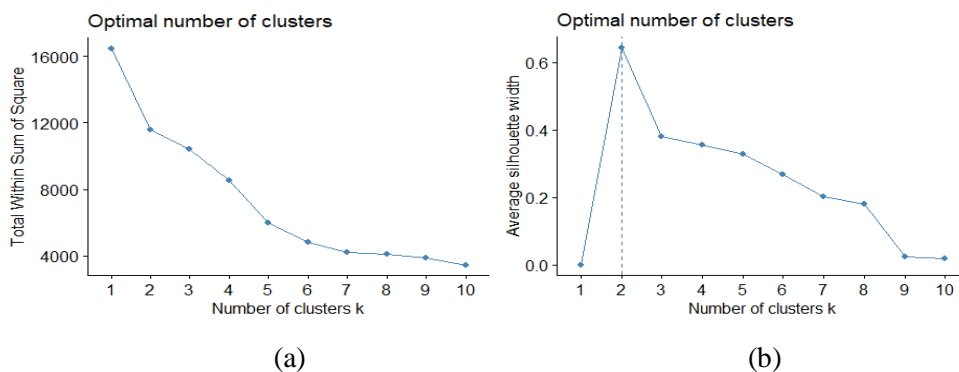 Optimal number of clusters
Total Within Sum of Square
16000
12000
8000
4000
1 2 3 4 5 6 7 8 9 10
Number of clusters k
(a)
Optimal number of clusters
Average silhouette width
0.6
0.4
0.2
0.0
1 2 3 4 5 6 7 8 9 10
Number of clusters k
(b)